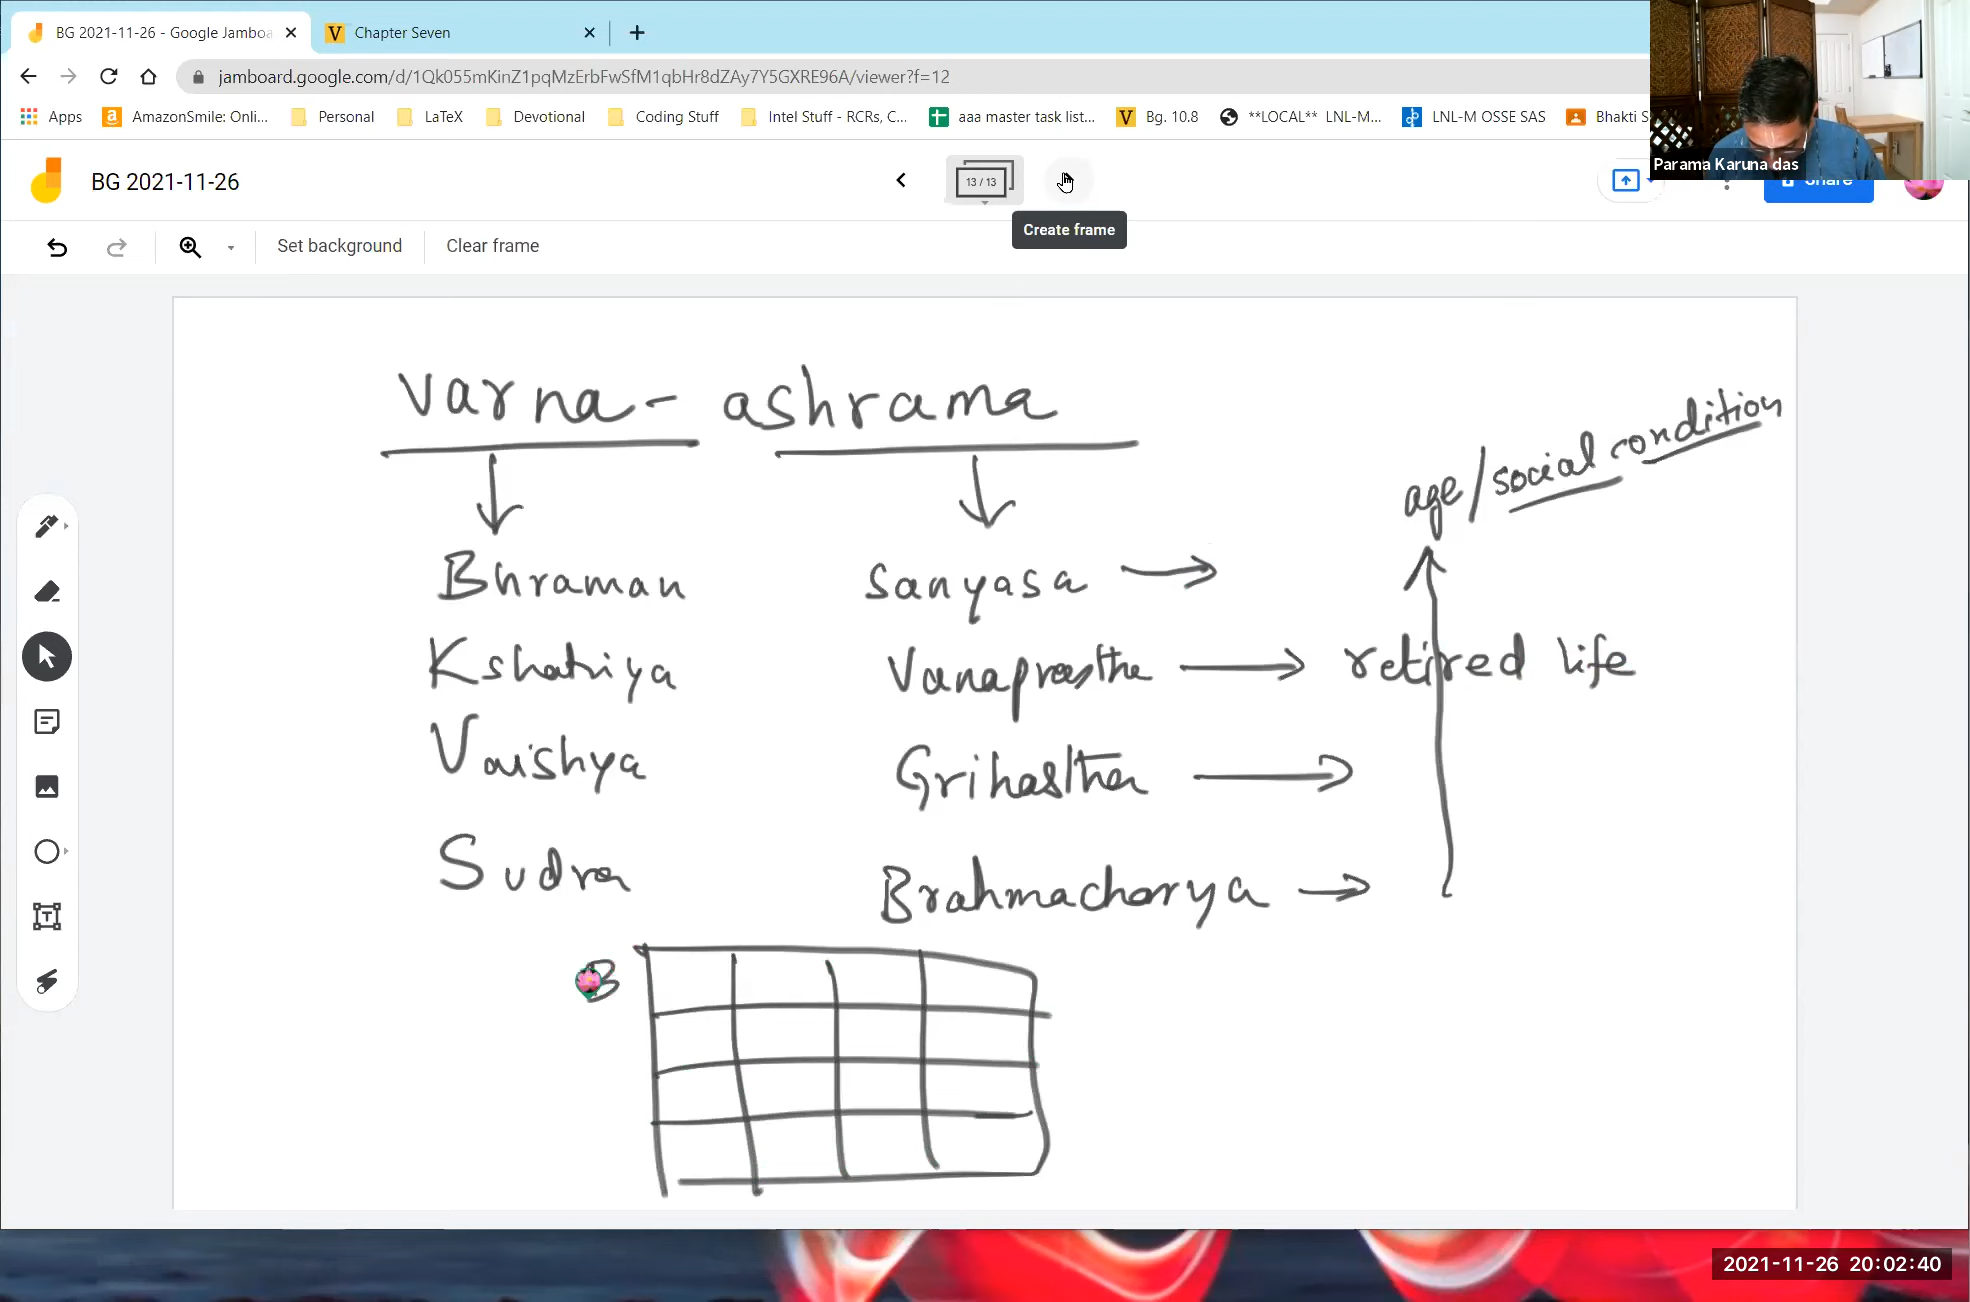 BG 2021-11-26 - Google Jamboa
Chapter Seven
jamboard.google.com/d/1Qk055mKinZ1pqMzErbFwSfM1qbHr8dZAy7Y5GXRE96A/viewer?f=12
Apps AmazonSmile: Onli... Personal LaTeX Devotional Coding Stuff Intel Stuff - RCRs, C... aaa master task list... Bg. 10.8 **LOCAL** LNL-M... LNL-M OSSE SAS Bhakti S
Parama Karuna das
BG 2021-11-26
13 / 13
Share
Create frame
Set background Clear frame
varna - ashrama
age/social condition
Bhraman Sanyasa →
Kshatriya Vanaprastha → retired life
Vaishya Grihastha →
Sudra Brahmacharya →
B
2021-11-26 20:02:40